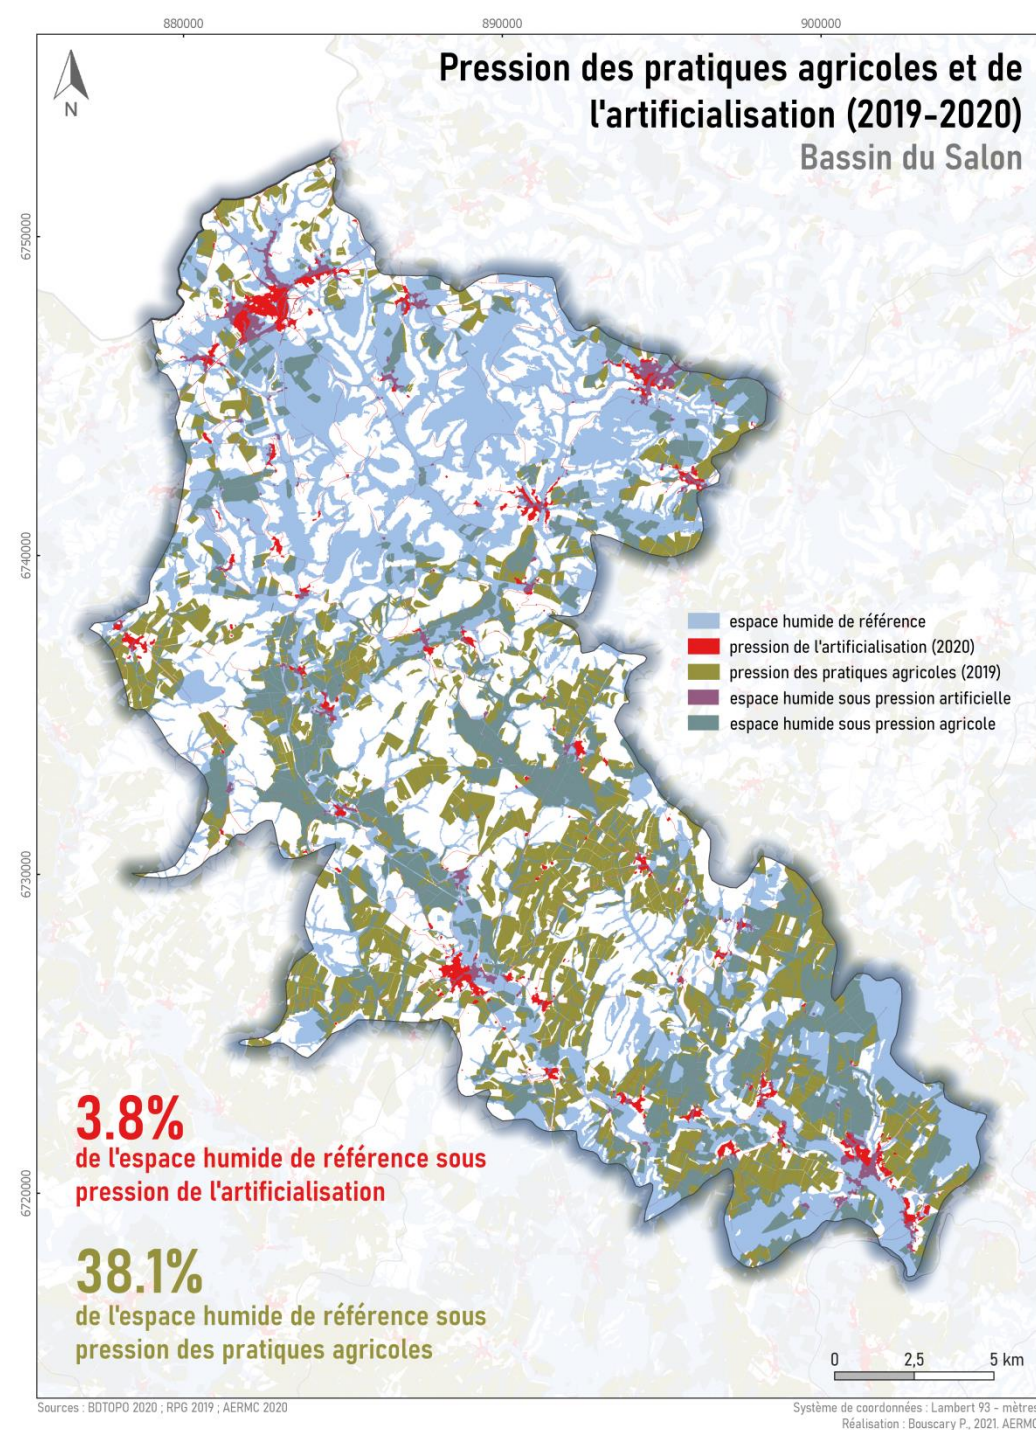 880000
890000
900000
N
Pression des pratiques agricoles et de
l'artificialisation (2019-2020)
Bassin du Salon
6750000
6740000
6730000
6720000
espace humide de référence
pression de l'artificialisation (2020)
pression des pratiques agricoles (2019)
espace humide sous pression artificielle
espace humide sous pression agricole
3.8%
de l'espace humide de référence sous
pression de l'artificialisation
38.1%
de l'espace humide de référence sous
pression des pratiques agricoles
0 2,5 5 km
Sources : BDTOPO 2020 ; RPG 2019 ; AERMC 2020
Système de coordonnées : Lambert 93 - mètres
Réalisation : Bouscary P., 2021. AERMC